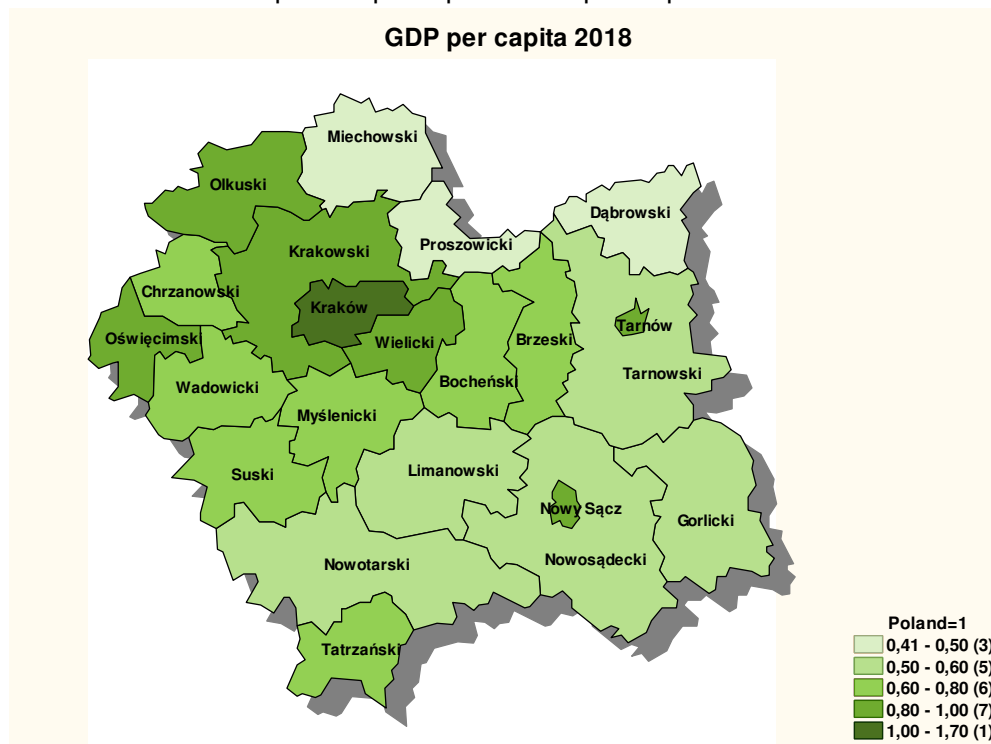 GDP per capita 2018
Miechowski
Olkuski
Dąbrowski
Proszowicki
Krakowski
Chrzanowski
Kraków
Tarnów
Oświęcimski
Wielicki
Brzeski
Tarnowski
Wadowicki
Bocheński
Myślenicki
Limanowski
Suski
Nowy Sącz
Gorlicki
Nowotarski
Nowosądecki
Tatrzański
Poland=1
0,41 - 0,50 (3)
0,50 - 0,60 (5)
0,60 - 0,80 (6)
0,80 - 1,00 (7)
1,00 - 1,70 (1)